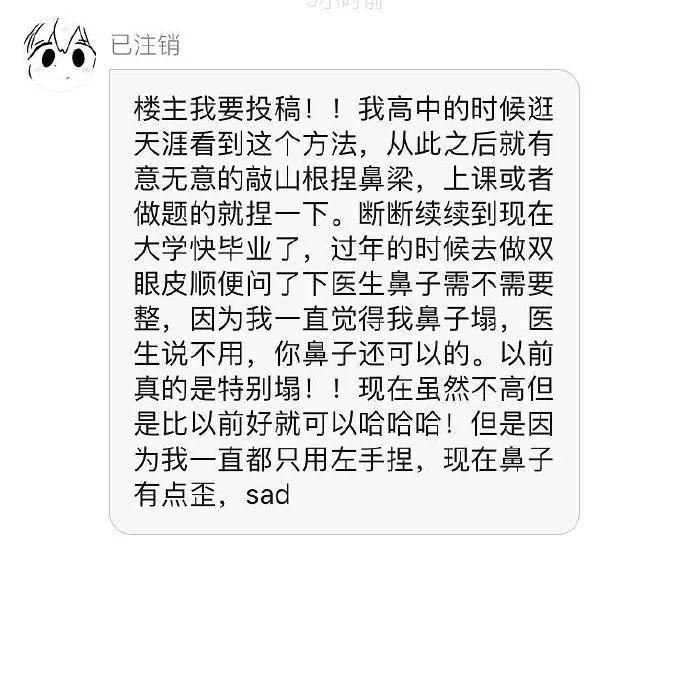 5小时前
已注销
楼主我要投稿！！我高中的时候逛
天涯看到这个方法，从此之后就有
意无意的敲山根捏鼻梁，上课或者
做题的就捏一下。断断续续到现在
大学快毕业了，过年的时候去做双
眼皮顺便问了下医生鼻子需不需要
整，因为我一直觉得我鼻子塌，医
生说不用，你鼻子还可以的。以前
真的是特别塌！！现在虽然不高但
是比以前好就可以哈哈哈！但是因
为我一直都只用左手捏，现在鼻子
有点歪，sad